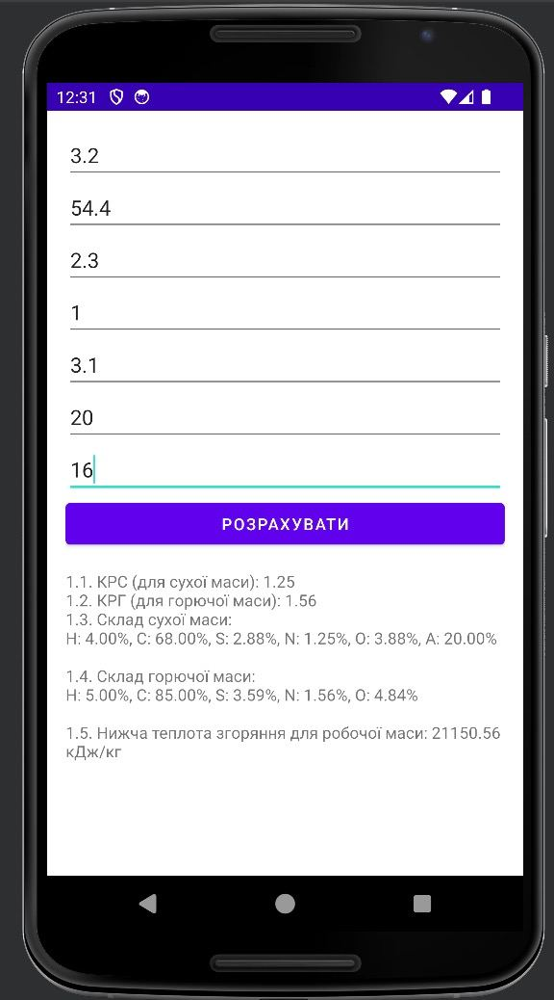 12:31
3.2
54.4
2.3
1
3.1
20
16
РОЗРАХУВАТИ
1.1. КРС (для сухої маси): 1.25
1.2. КРГ (для горючої маси): 1.56
1.3. Склад сухої маси:
H: 4.00%, C: 68.00%, S: 2.88%, N: 1.25%, O: 3.88%, A: 20.00%
1.4. Склад горючої маси:
H: 5.00%, C: 85.00%, S: 3.59%, N: 1.56%, O: 4.84%
1.5. Нижча теплота згоряння для робочої маси: 21150.56
кДж/кг